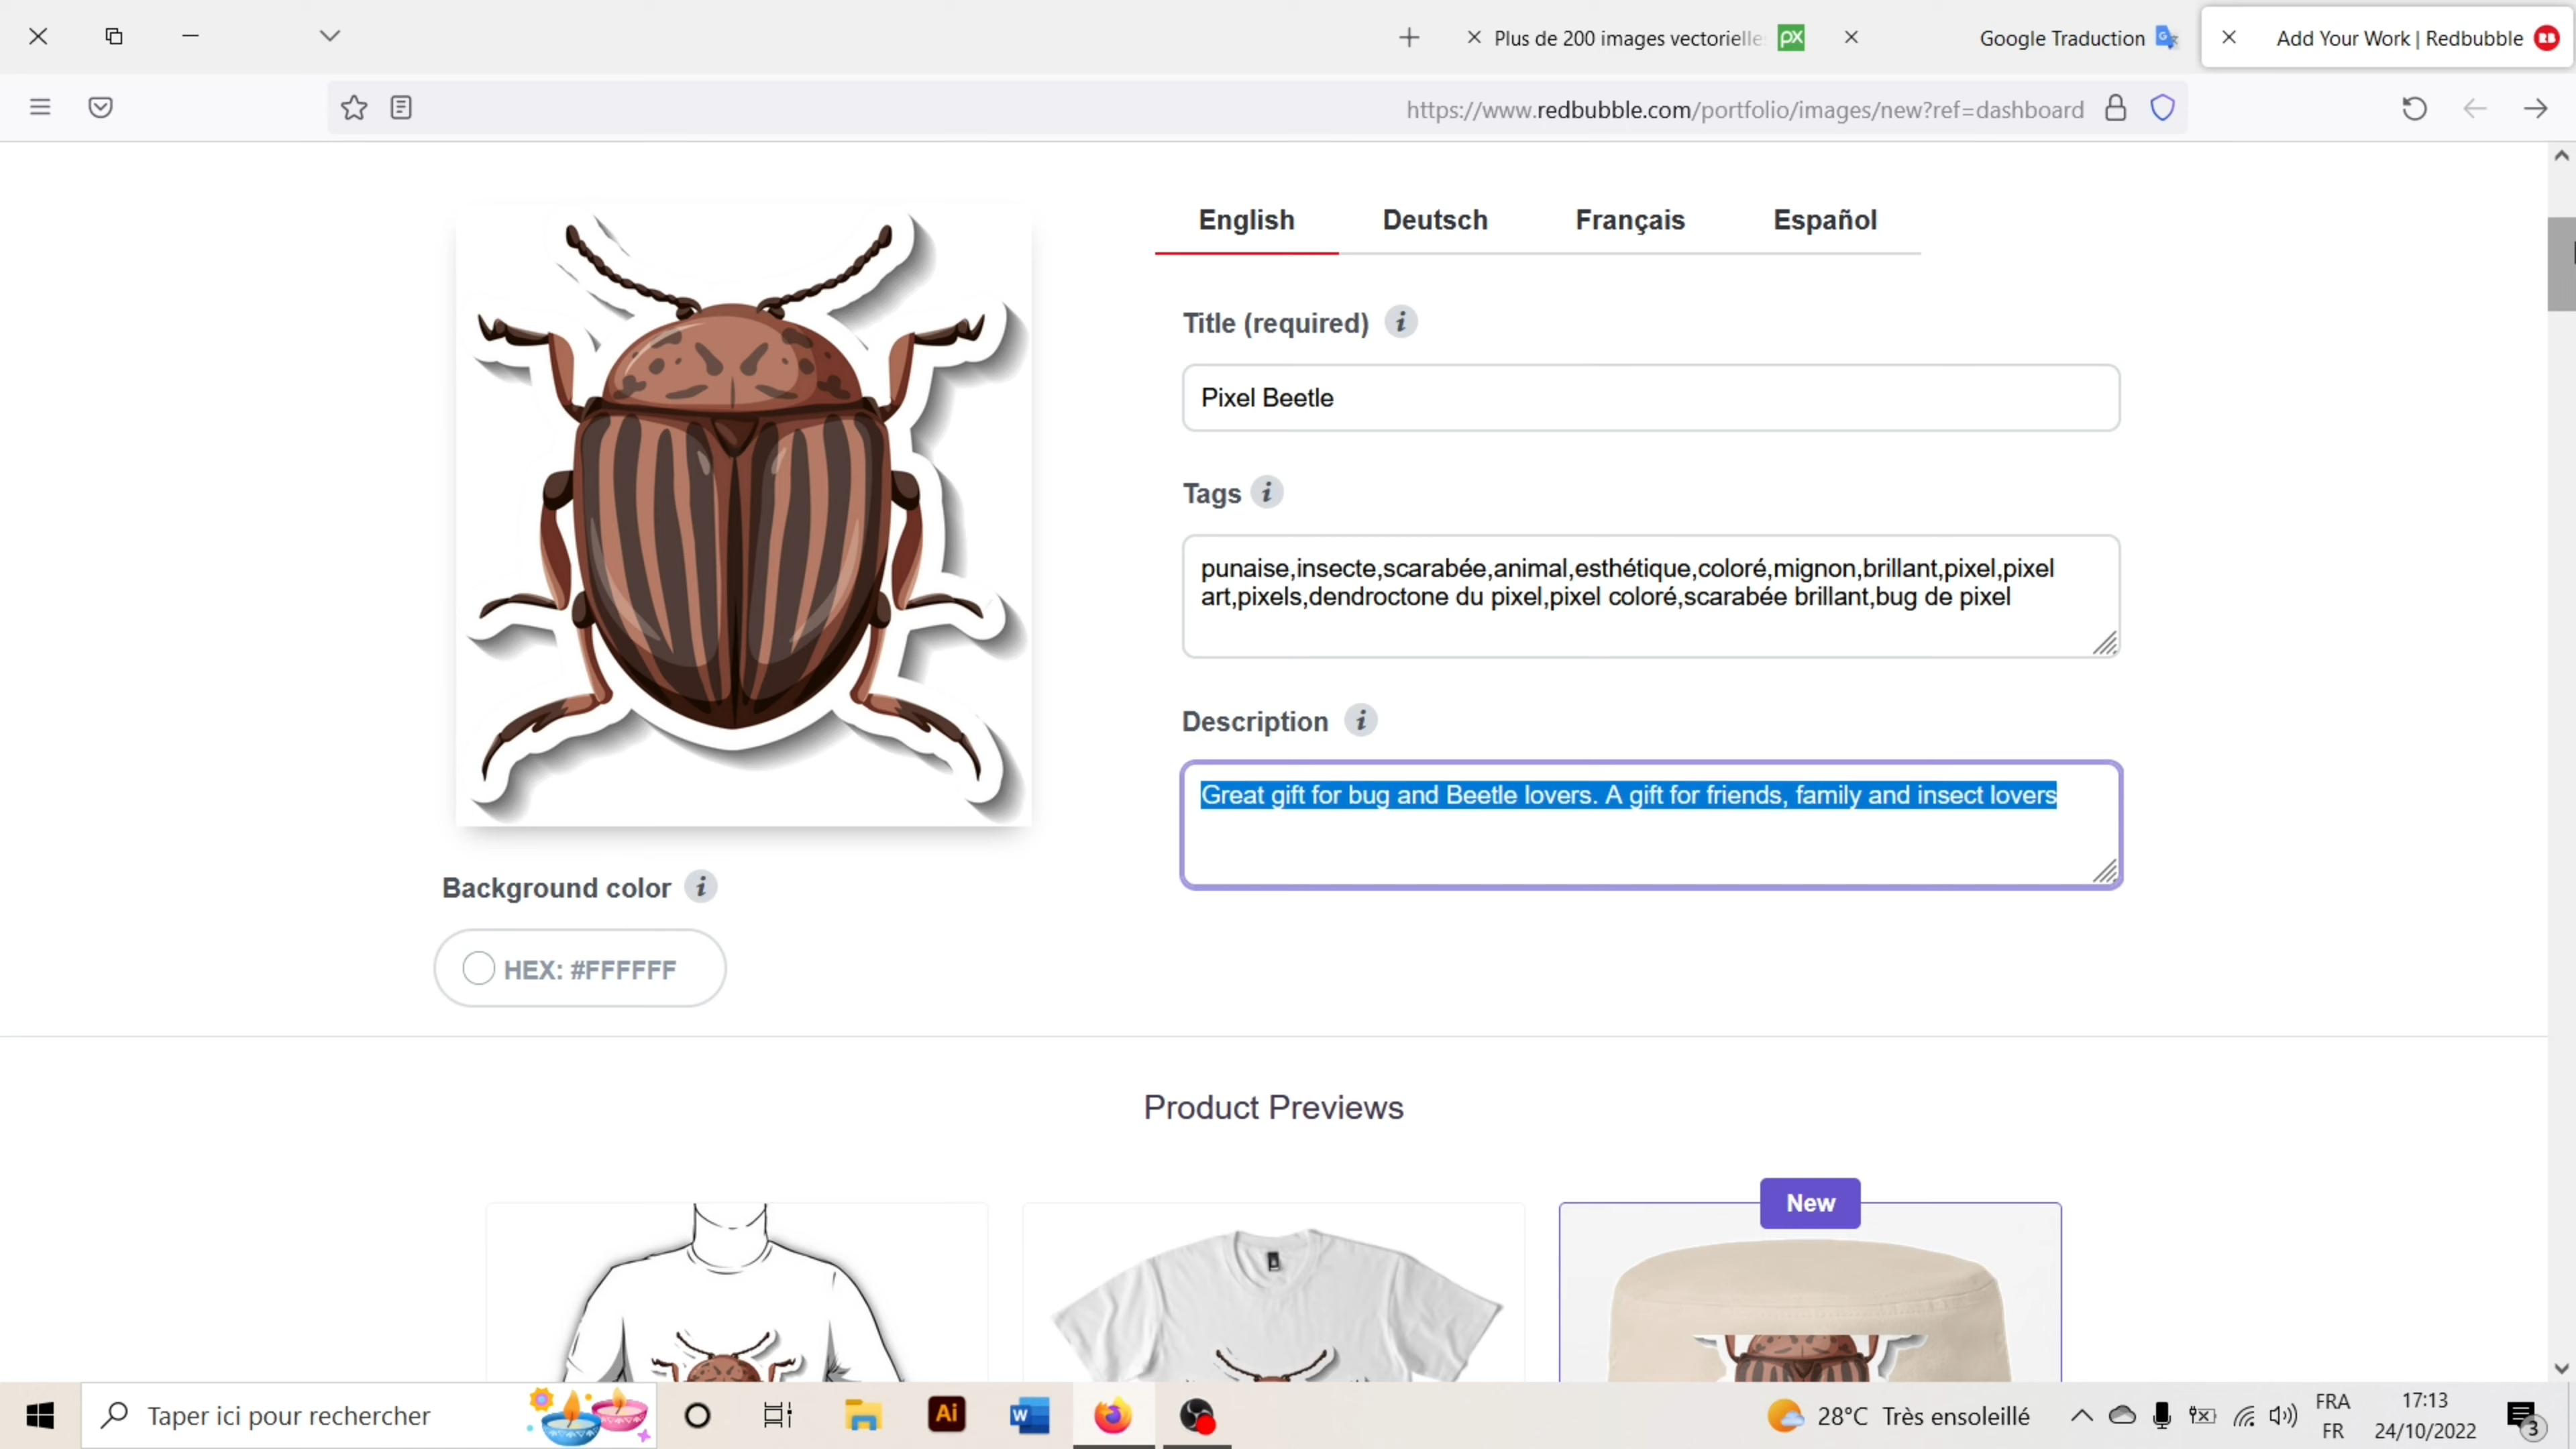 Plus de 200 images vectorielle
px
Google Traduction
Add Your Work | Redbubble
RB
https://www.redbubble.com/portfolio/images/new?ref=dashboard
English Deutsch Français Español
Title (required)
Pixel Beetle
Tags
punaise,insecte,scarabée,animal,esthétique,coloré,mignon,brillant,pixel,pixel
art,pixels,dendroctone du pixel,pixel coloré,scarabée brillant,bug de pixel
Description
Great gift for bug and Beetle lovers. A gift for friends, family and insect lovers
Background color
HEX: #FFFFFF
Product Previews
New
Taper ici pour rechercher
Ai
W
28°C Très ensoleillé
FRA
FR
17:13
24/10/2022
3